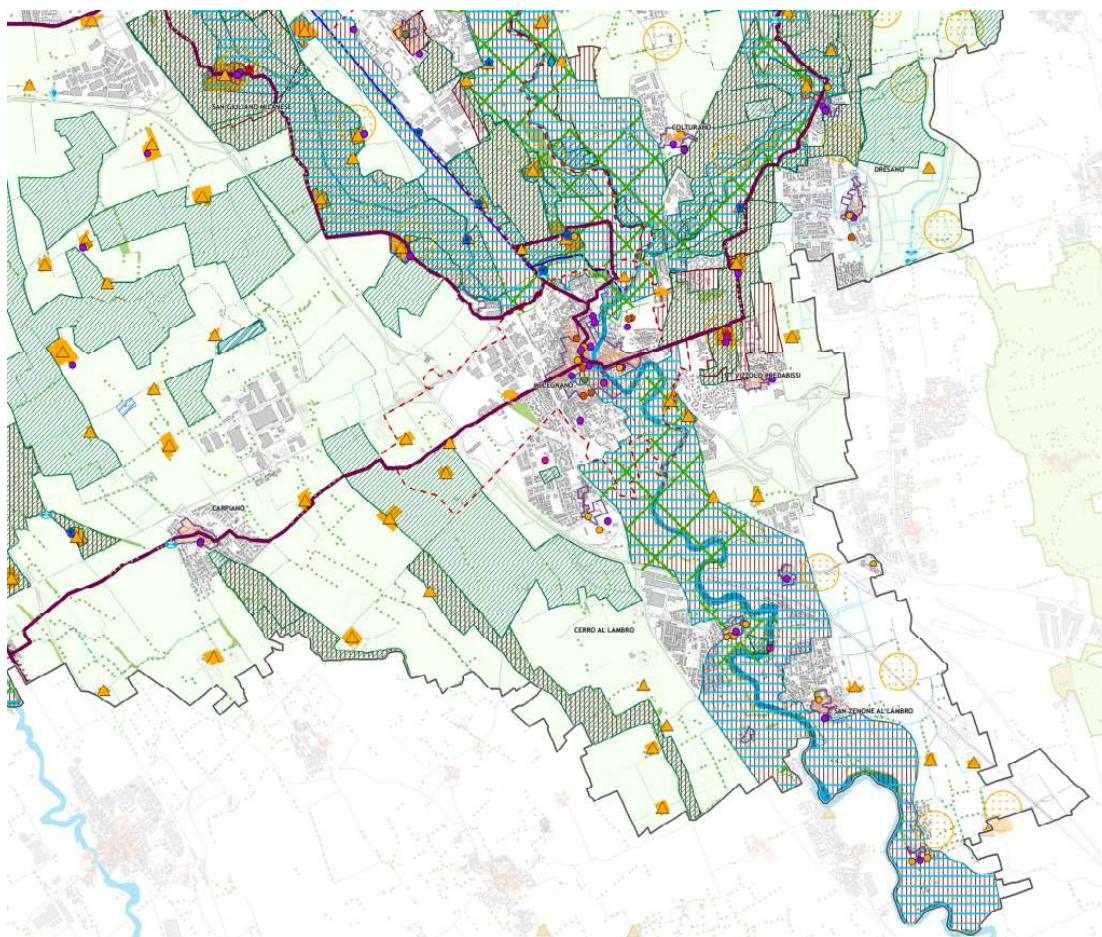 SAN GIULIANO MILANESE
COLTURANO
DRESANO
MELEGNANO
VIZZOLO PREDABISSI
CARPIANO
CERRO AL LAMBRO
SAN ZENONE AL LAMBRO